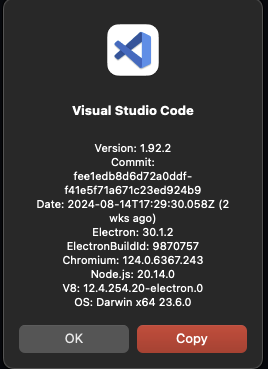 Visual Studio Code
Version: 1.92.2
Commit:
fee1edb8d6d72a0ddf-
f41e5f71a671c23ed924b9
Date: 2024-08-14T17:29:30.058Z (2
wks ago)
Electron: 30.1.2
ElectronBuildId: 9870757
Chromium: 124.0.6367.243
Node.js: 20.14.0
V8: 12.4.254.20-electron.0
OS: Darwin x64 23.6.0
OK
Copy